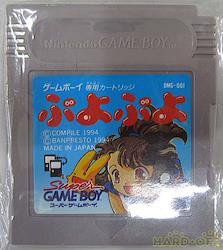 Nintendo GAME BOY
ゲームボーイ専用カートリッジ
DMG-001
ぷよぷよ
©COMPILE 1994
©BANPRESTO 1994
MADE IN JAPAN
SUPER
GAME BOY
スーパーゲームボーイ
HARD-OFF